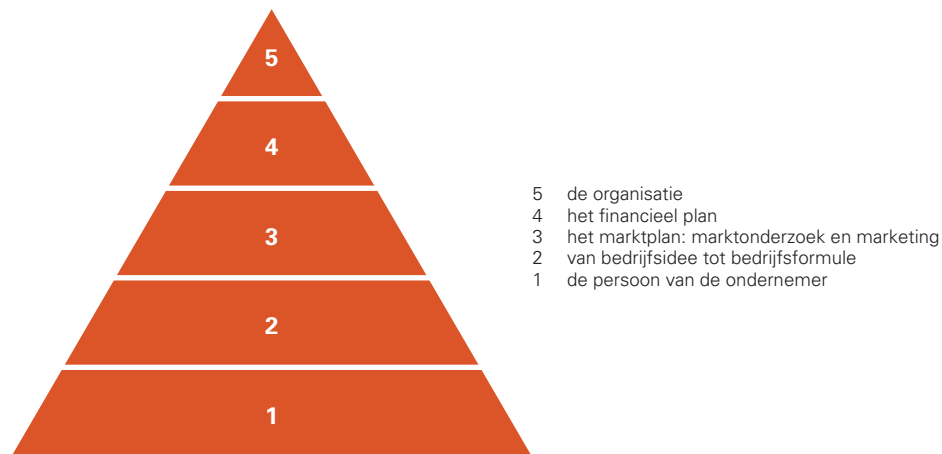 5
4
3
2
1
5 de organisatie
4 het financieel plan
3 het marktplan: marktonderzoek en marketing
2 van bedrijfsidee tot bedrijfsformule
1 de persoon van de ondernemer